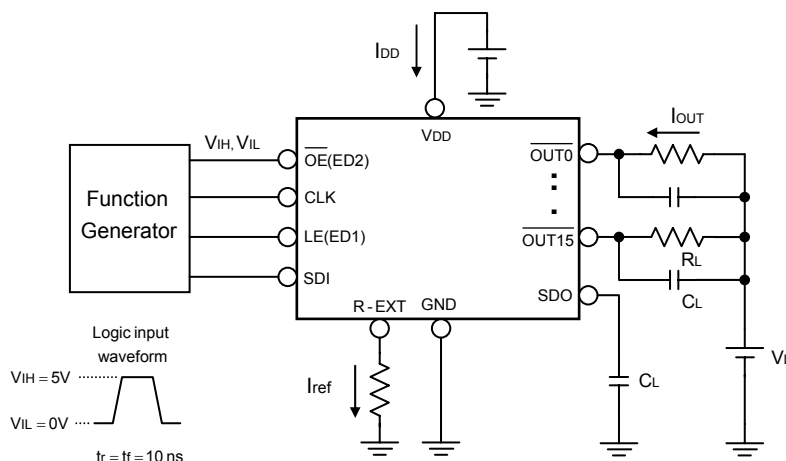 IDD
VDD
VIH, VIL
Function
Generator
OE(ED2)
CLK
LE(ED1)
SDI
R-EXT
GND
OUT0
OUT15
SDO
IOUT
RL
CL
CL
Iref
Logic input
waveform
VIH = 5V
VIL = 0V
tr = tf = 10 ns